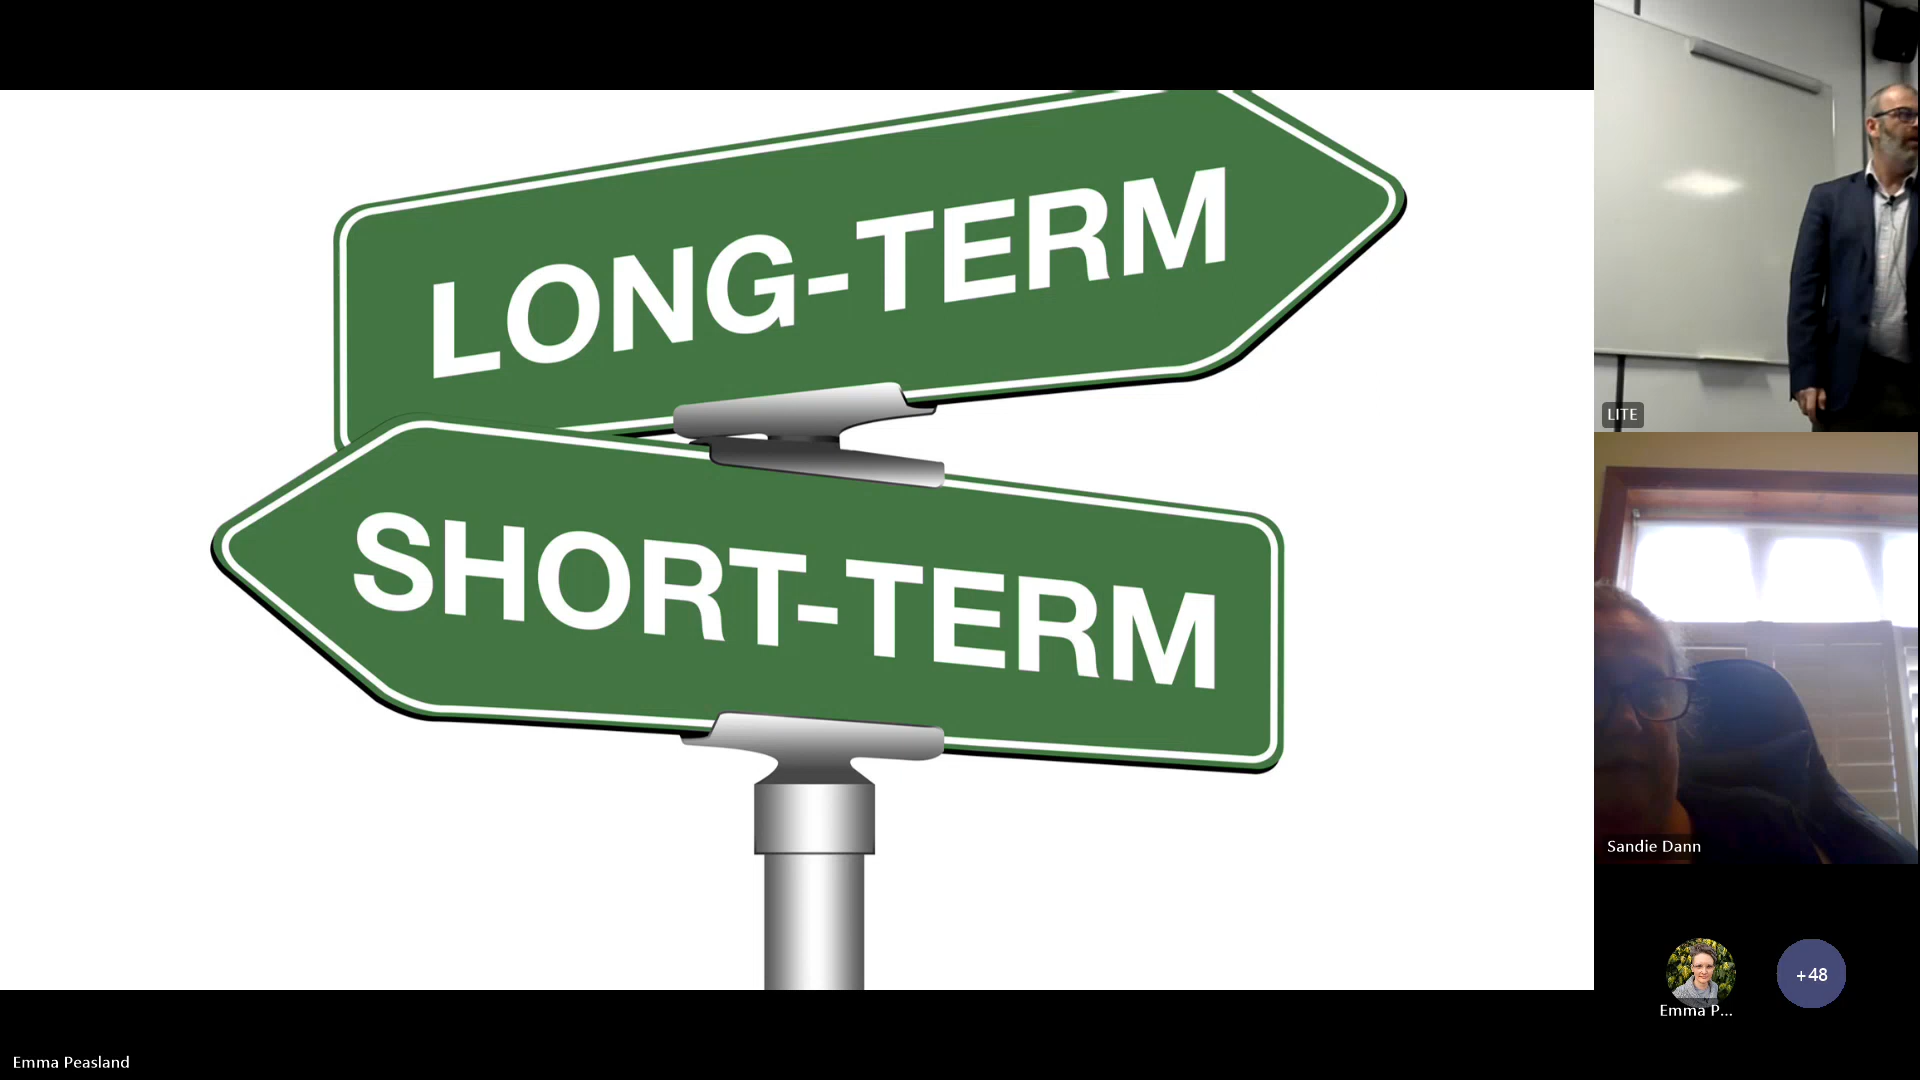 LONG-TERM
SHORT-TERM
LITE
Sandie Dann
Emma P...
+48
Emma Peasland